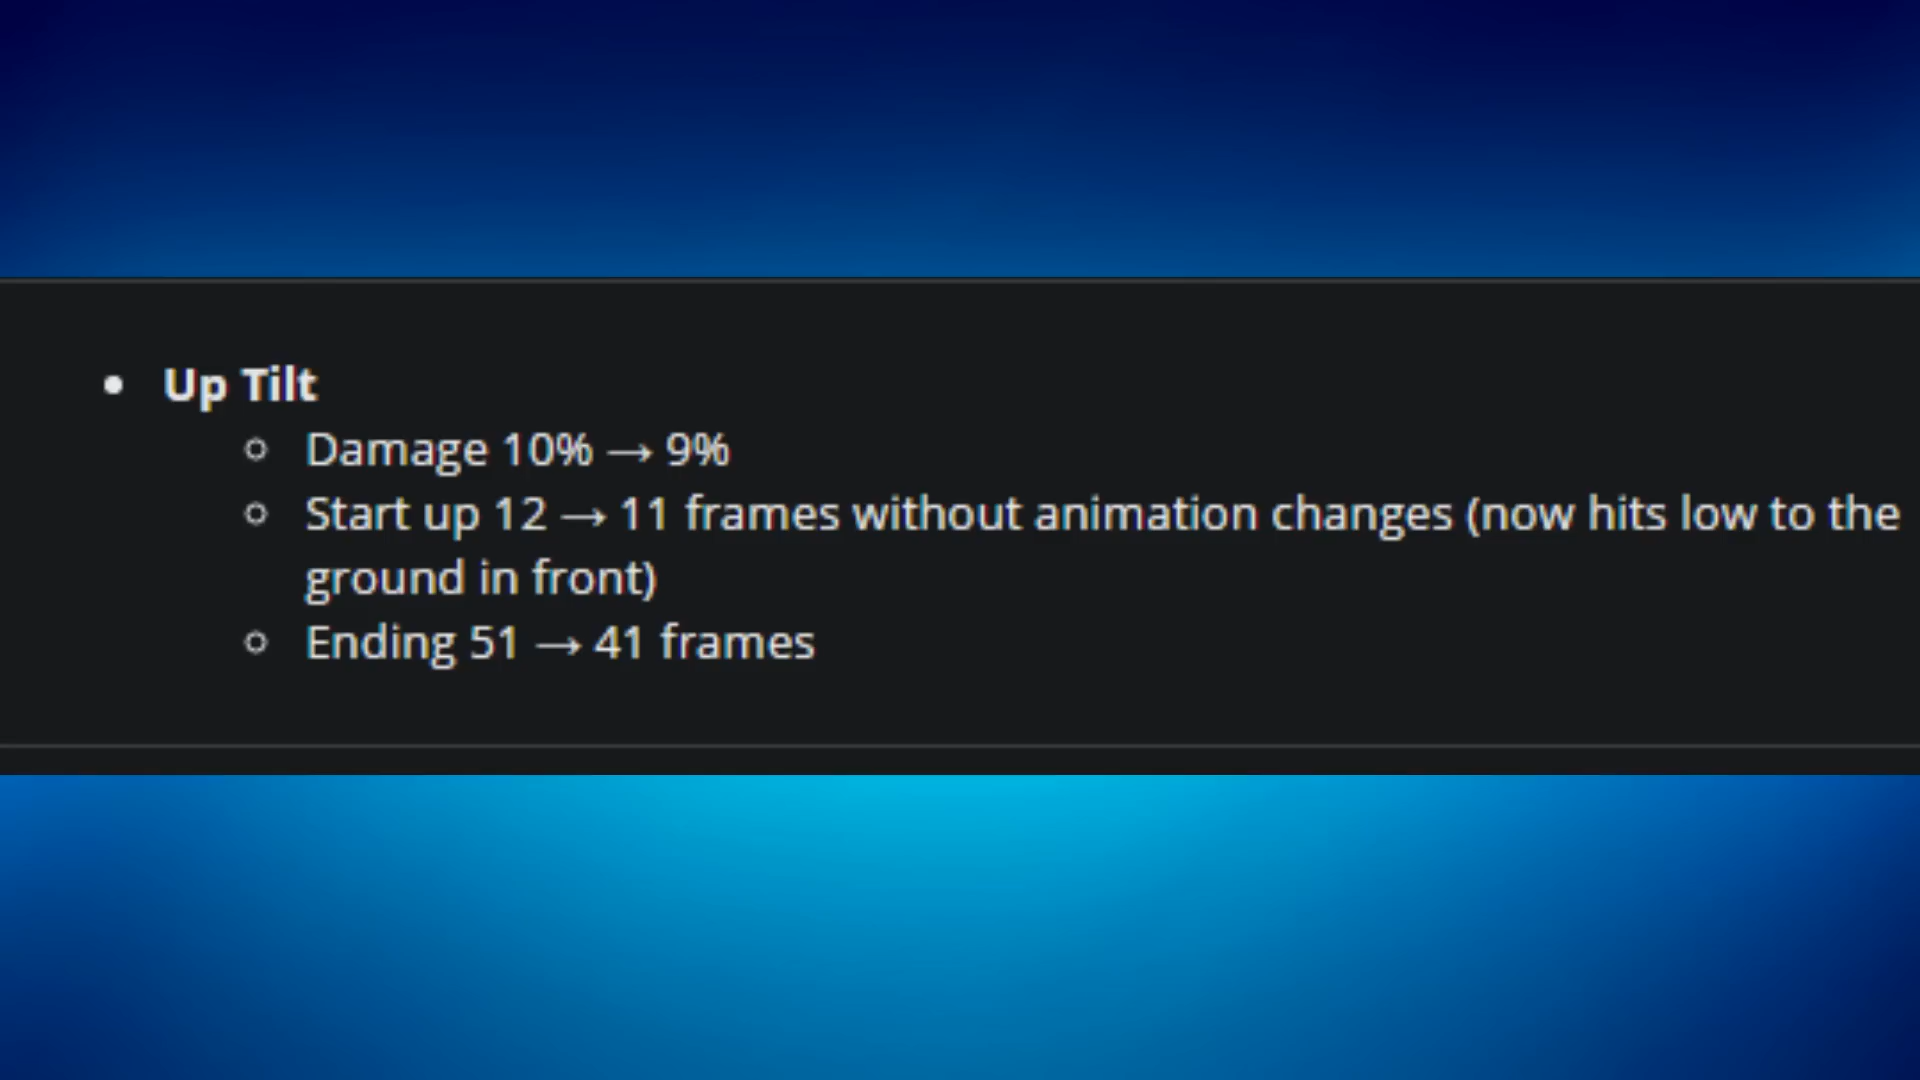 Up Tilt
Damage 10% → 9%
Start up 12 → 11 frames without animation changes (now hits low to the
ground in front)
Ending 51 → 41 frames